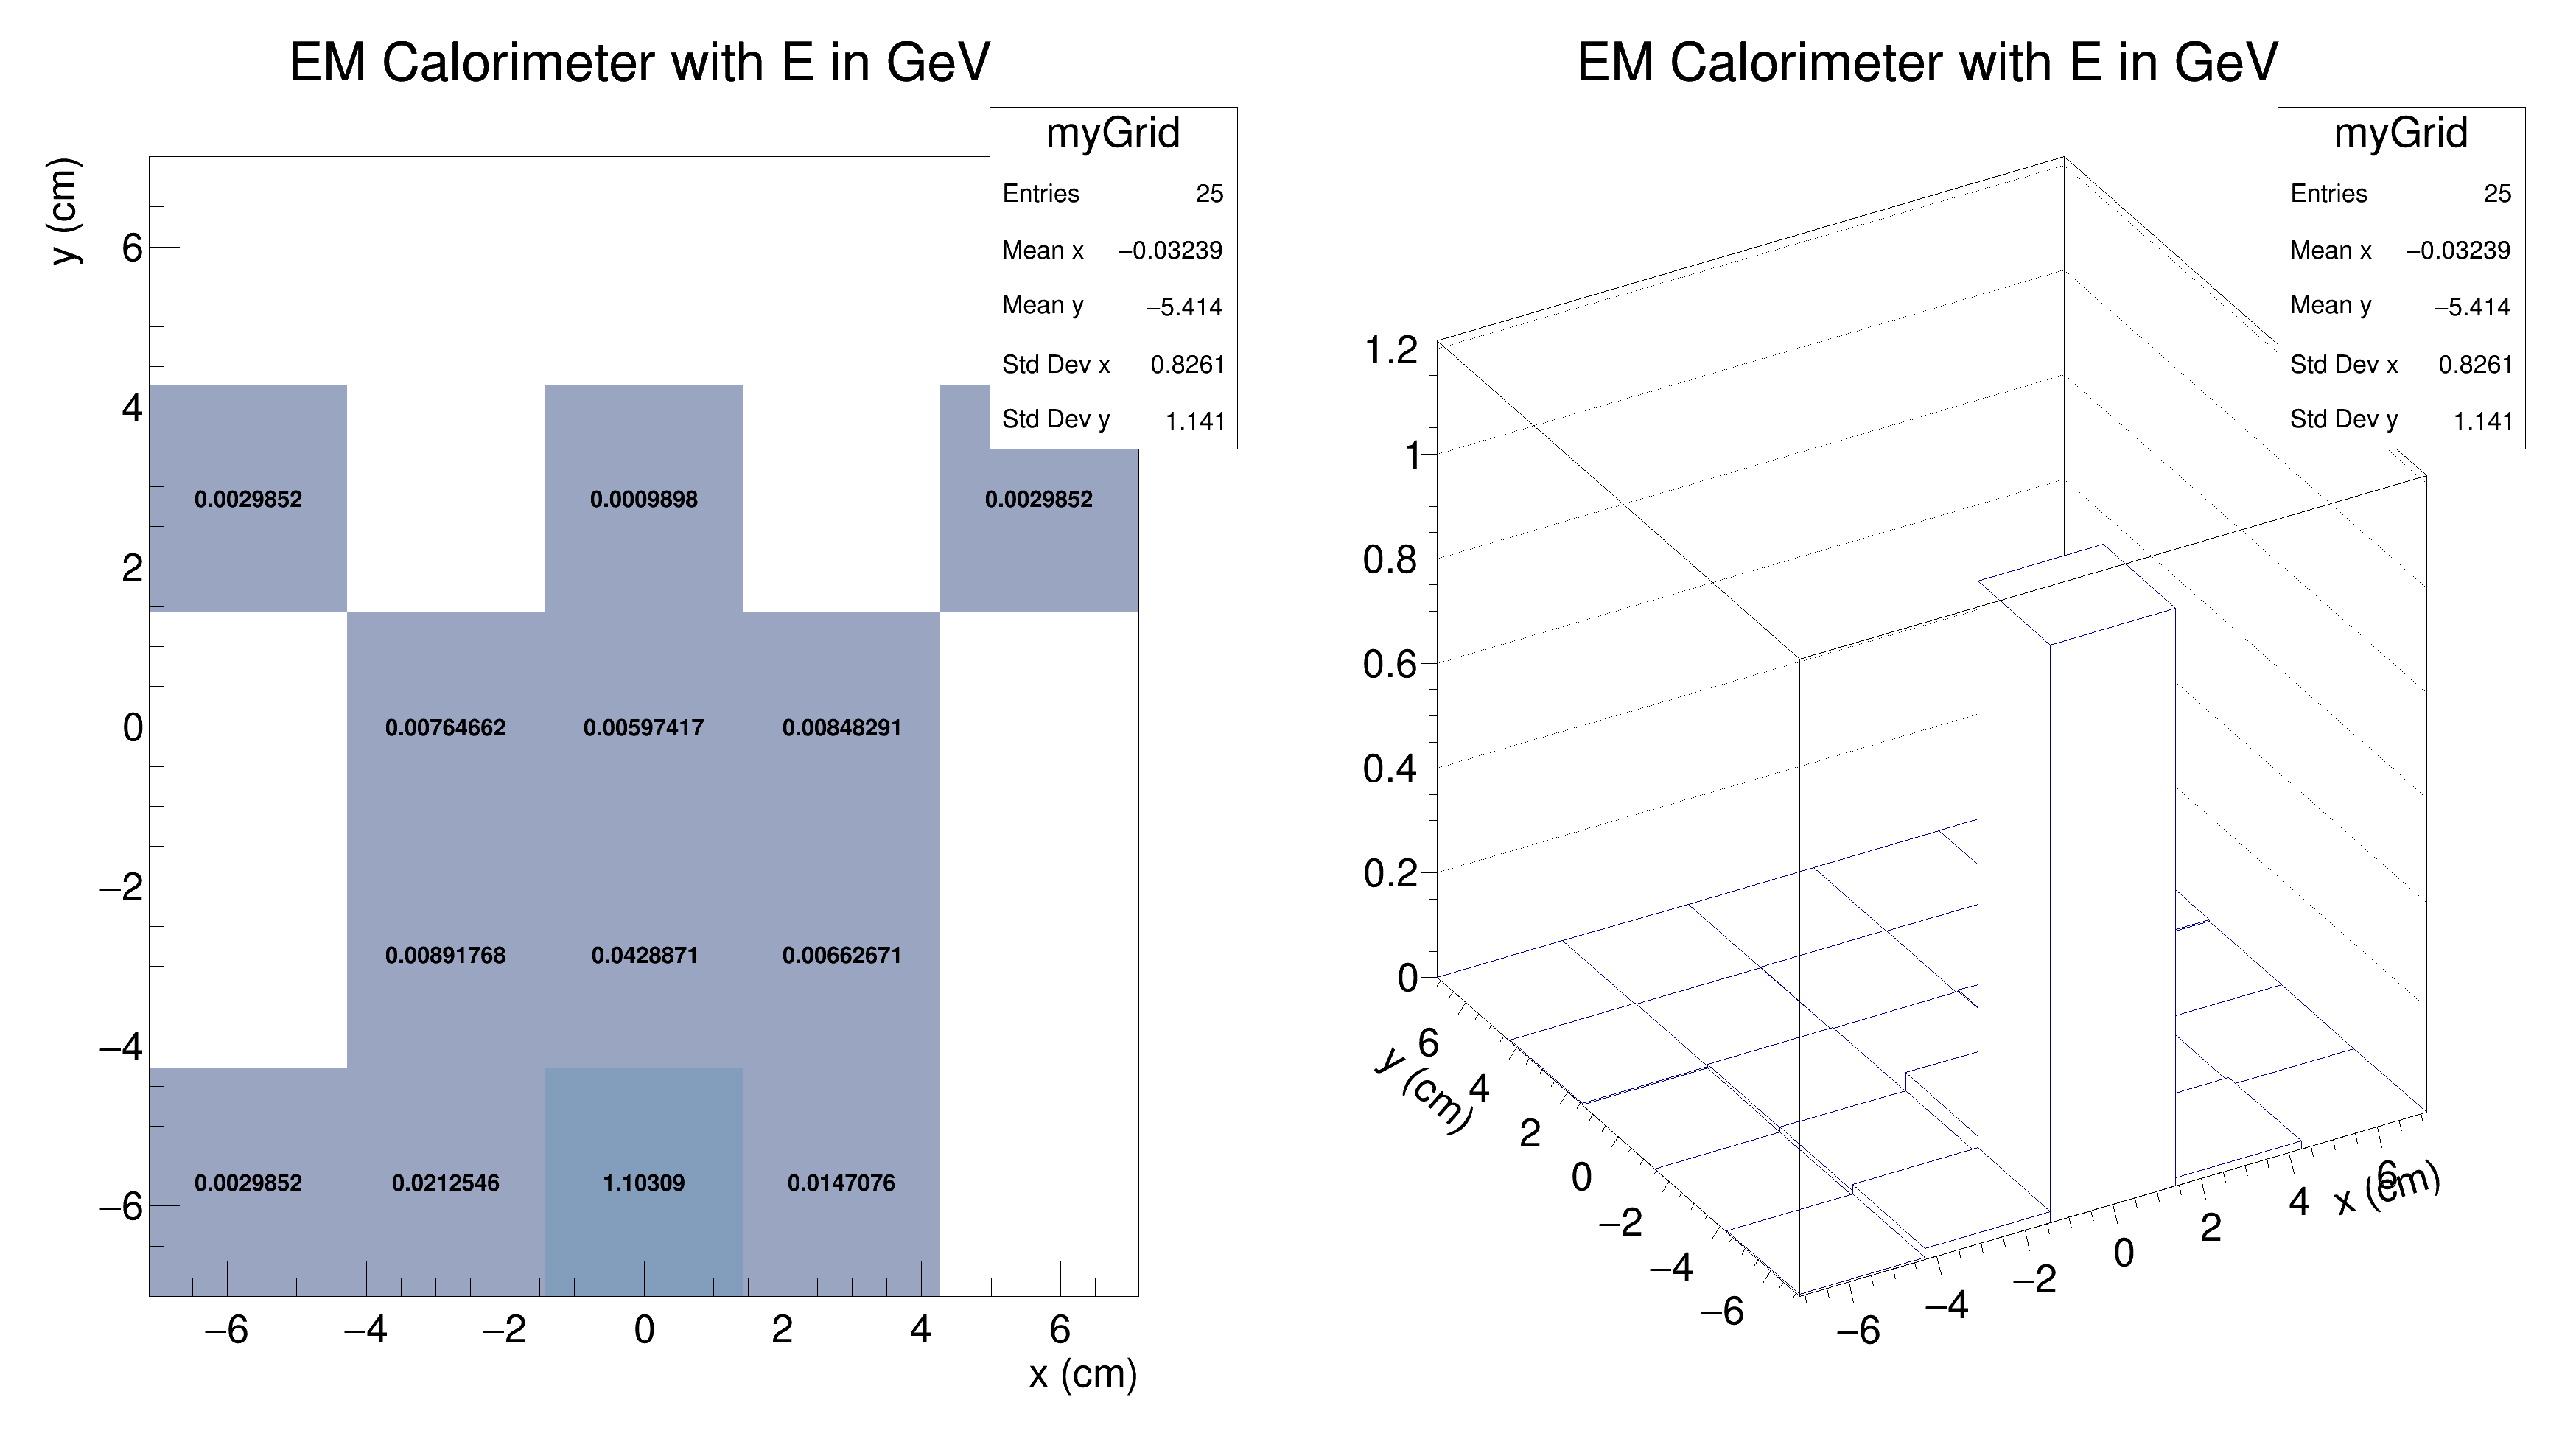 EM Calorimeter with E in GeV
myGrid
Entries 25
Mean x −0.03239
Mean y −5.414
Std Dev x 0.8261
Std Dev y 1.141
y (cm)
6
4
2
0
−2
−4
−6
0.0029852 0.0009898 0.0029852
0.00764662 0.00597417 0.00848291
0.00891768 0.0428871 0.00662671
0.0029852 0.0212546 1.10309 0.0147076
−6 −4 −2 0 2 4 6
x (cm)
EM Calorimeter with E in GeV
myGrid
Entries 25
Mean x −0.03239
Mean y −5.414
Std Dev x 0.8261
Std Dev y 1.141
1.2
1
0.8
0.6
0.4
0.2
0
y (cm)
6
4
2
0
−2
−4
−6
−6 −4 −2 0 2 4 6
x (cm)